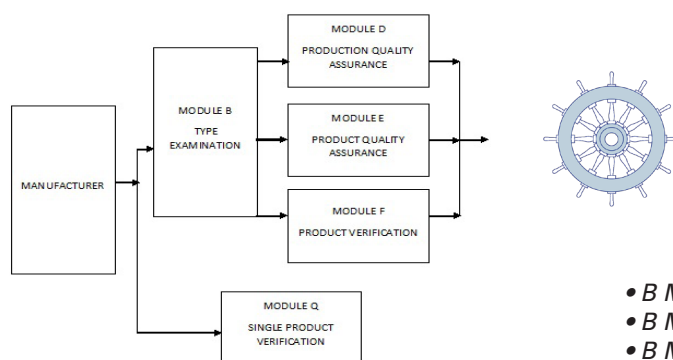 MODULE D
PRODUCTION QUALITY
ASSURANCE
MODULE B
TYPE
EXAMINATION
MODULE E
PRODUCT QUALITY
ASSURANCE
MANUFACTURER
MODULE F
PRODUCT VERIFICATION
MODULE Q
SINGLE PRODUCT
VERIFICATION
• B M
• B M
• B M